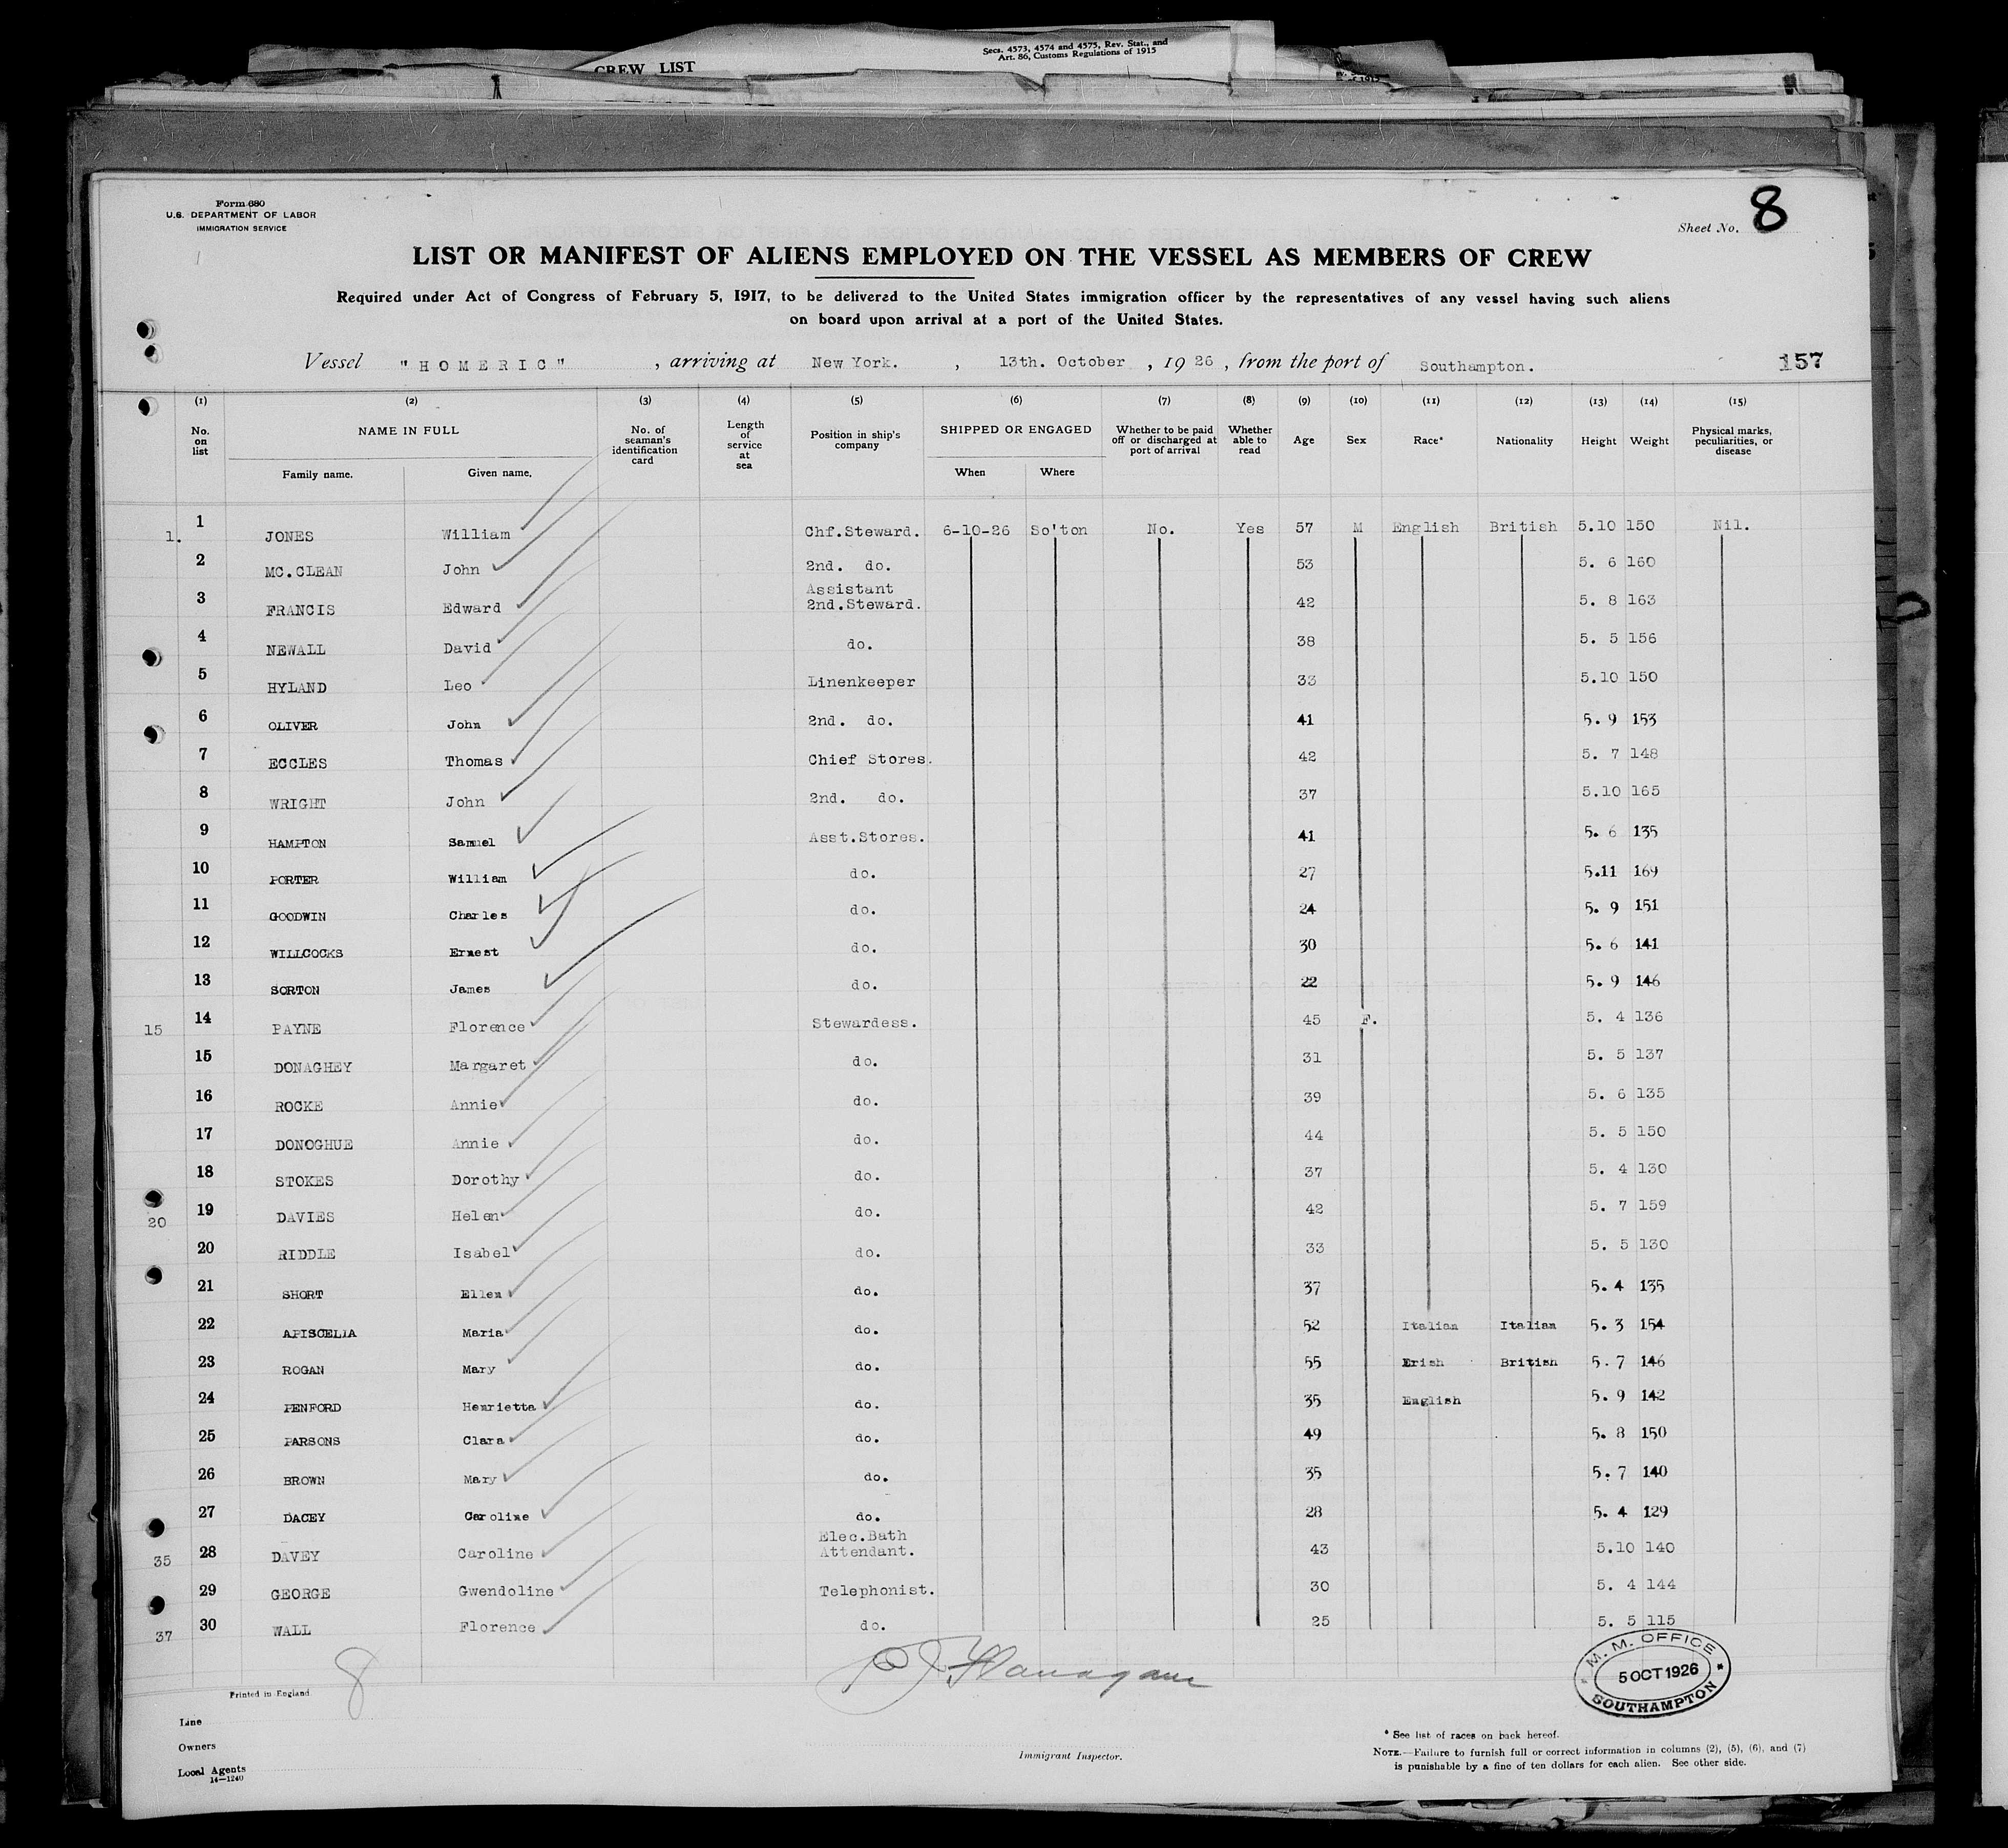 CREW LIST
Secs. 4573, 4574 and 4575, Rev. Stat., and
Art. 86, Customs Regulations of 1915
Form 680
U.S. DEPARTMENT OF LABOR
IMMIGRATION SERVICE
Sheet No. 8
LIST OR MANIFEST OF ALIENS EMPLOYED ON THE VESSEL AS MEMBERS OF CREW
Required under Act of Congress of February 5, 1917, to be delivered to the United States immigration officer by the representatives of any vessel having such aliens
on board upon arrival at a port of the United States.
Vessel "HOMERIC", arriving at New York., 13th. October, 1926, from the port of Southampton. 157
(1) (2) (3) (4) (5) (6) (7) (8) (9) (10) (11) (12) (13) (14) (15)
No. on list NAME IN FULL Family name. Given name. No. of seaman's identification card Length of service at sea Position in ship's company SHIPPED OR ENGAGED When Where Whether to be paid off or discharged at port of arrival Whether able to read Age Sex Race* Nationality Height Weight Physical marks, peculiarities, or disease
1. 1 JONES William Chf.Steward. 6-10-26 So'ton No. Yes 57 M English British 5.10 150 Nil.
2 MC.CLEAN John 2nd. do. 53 5. 6 160
3 FRANCIS Edward Assistant 2nd.Steward. 42 5. 8 163
4 NEWALL David do. 38 5. 5 156
5 HYLAND Leo Linenkeeper 33 5.10 150
6 OLIVER John 2nd. do. 41 5. 9 153
7 ECCLES Thomas Chief Stores. 42 5. 7 148
8 WRIGHT John 2nd. do. 37 5.10 165
9 HAMPTON Samuel Asst.Stores. 41 5. 6 135
10 PORTER William do. 27 5.11 169
11 GOODWIN Charles do. 24 5. 9 151
12 WILLCOCKS Ernest do. 30 5. 6 141
13 SORTON James do. 22 5. 9 146
15 14 PAYNE Florence Stewardess. 45 F. 5. 4 136
15 DONAGHEY Margaret do. 31 5. 5 137
16 ROCKE Annie do. 39 5. 6 135
17 DONOGHUE Annie do. 44 5. 5 150
18 STOKES Dorothy do. 37 5. 4 130
20 19 DAVIES Helen do. 42 5. 7 159
20 RIDDLE Isabel do. 33 5. 5 130
21 SHORT Ellen do. 37 5. 4 135
22 APISCELIA Maria do. 52 Italian Italian 5. 3 154
23 ROGAN Mary do. 55 Erish British 5. 7 146
24 PENFORD Henrietta do. 35 English 5. 9 142
25 PARSONS Clara do. 49 5. 8 150
26 BROWN Mary do. 35 5. 7 140
27 DACEY Caroline do. 28 5. 4 129
35 28 DAVEY Caroline Elec.Bath Attendant. 43 5.10 140
29 GEORGE Gwendoline Telephonist. 30 5. 4 144
37 30 WALL Florence do. 25 5. 5 115
8
Flanagan
M. M. OFFICE
5 OCT 1926
SOUTHAMPTON
Printed in England
Line
Owners
Local Agents
14—1240
Immigrant Inspector.
* See list of races on back hereof.
NOTE.—Failure to furnish full or correct information in columns (2), (5), (6), and (7)
is punishable by a fine of ten dollars for each alien. See other side.